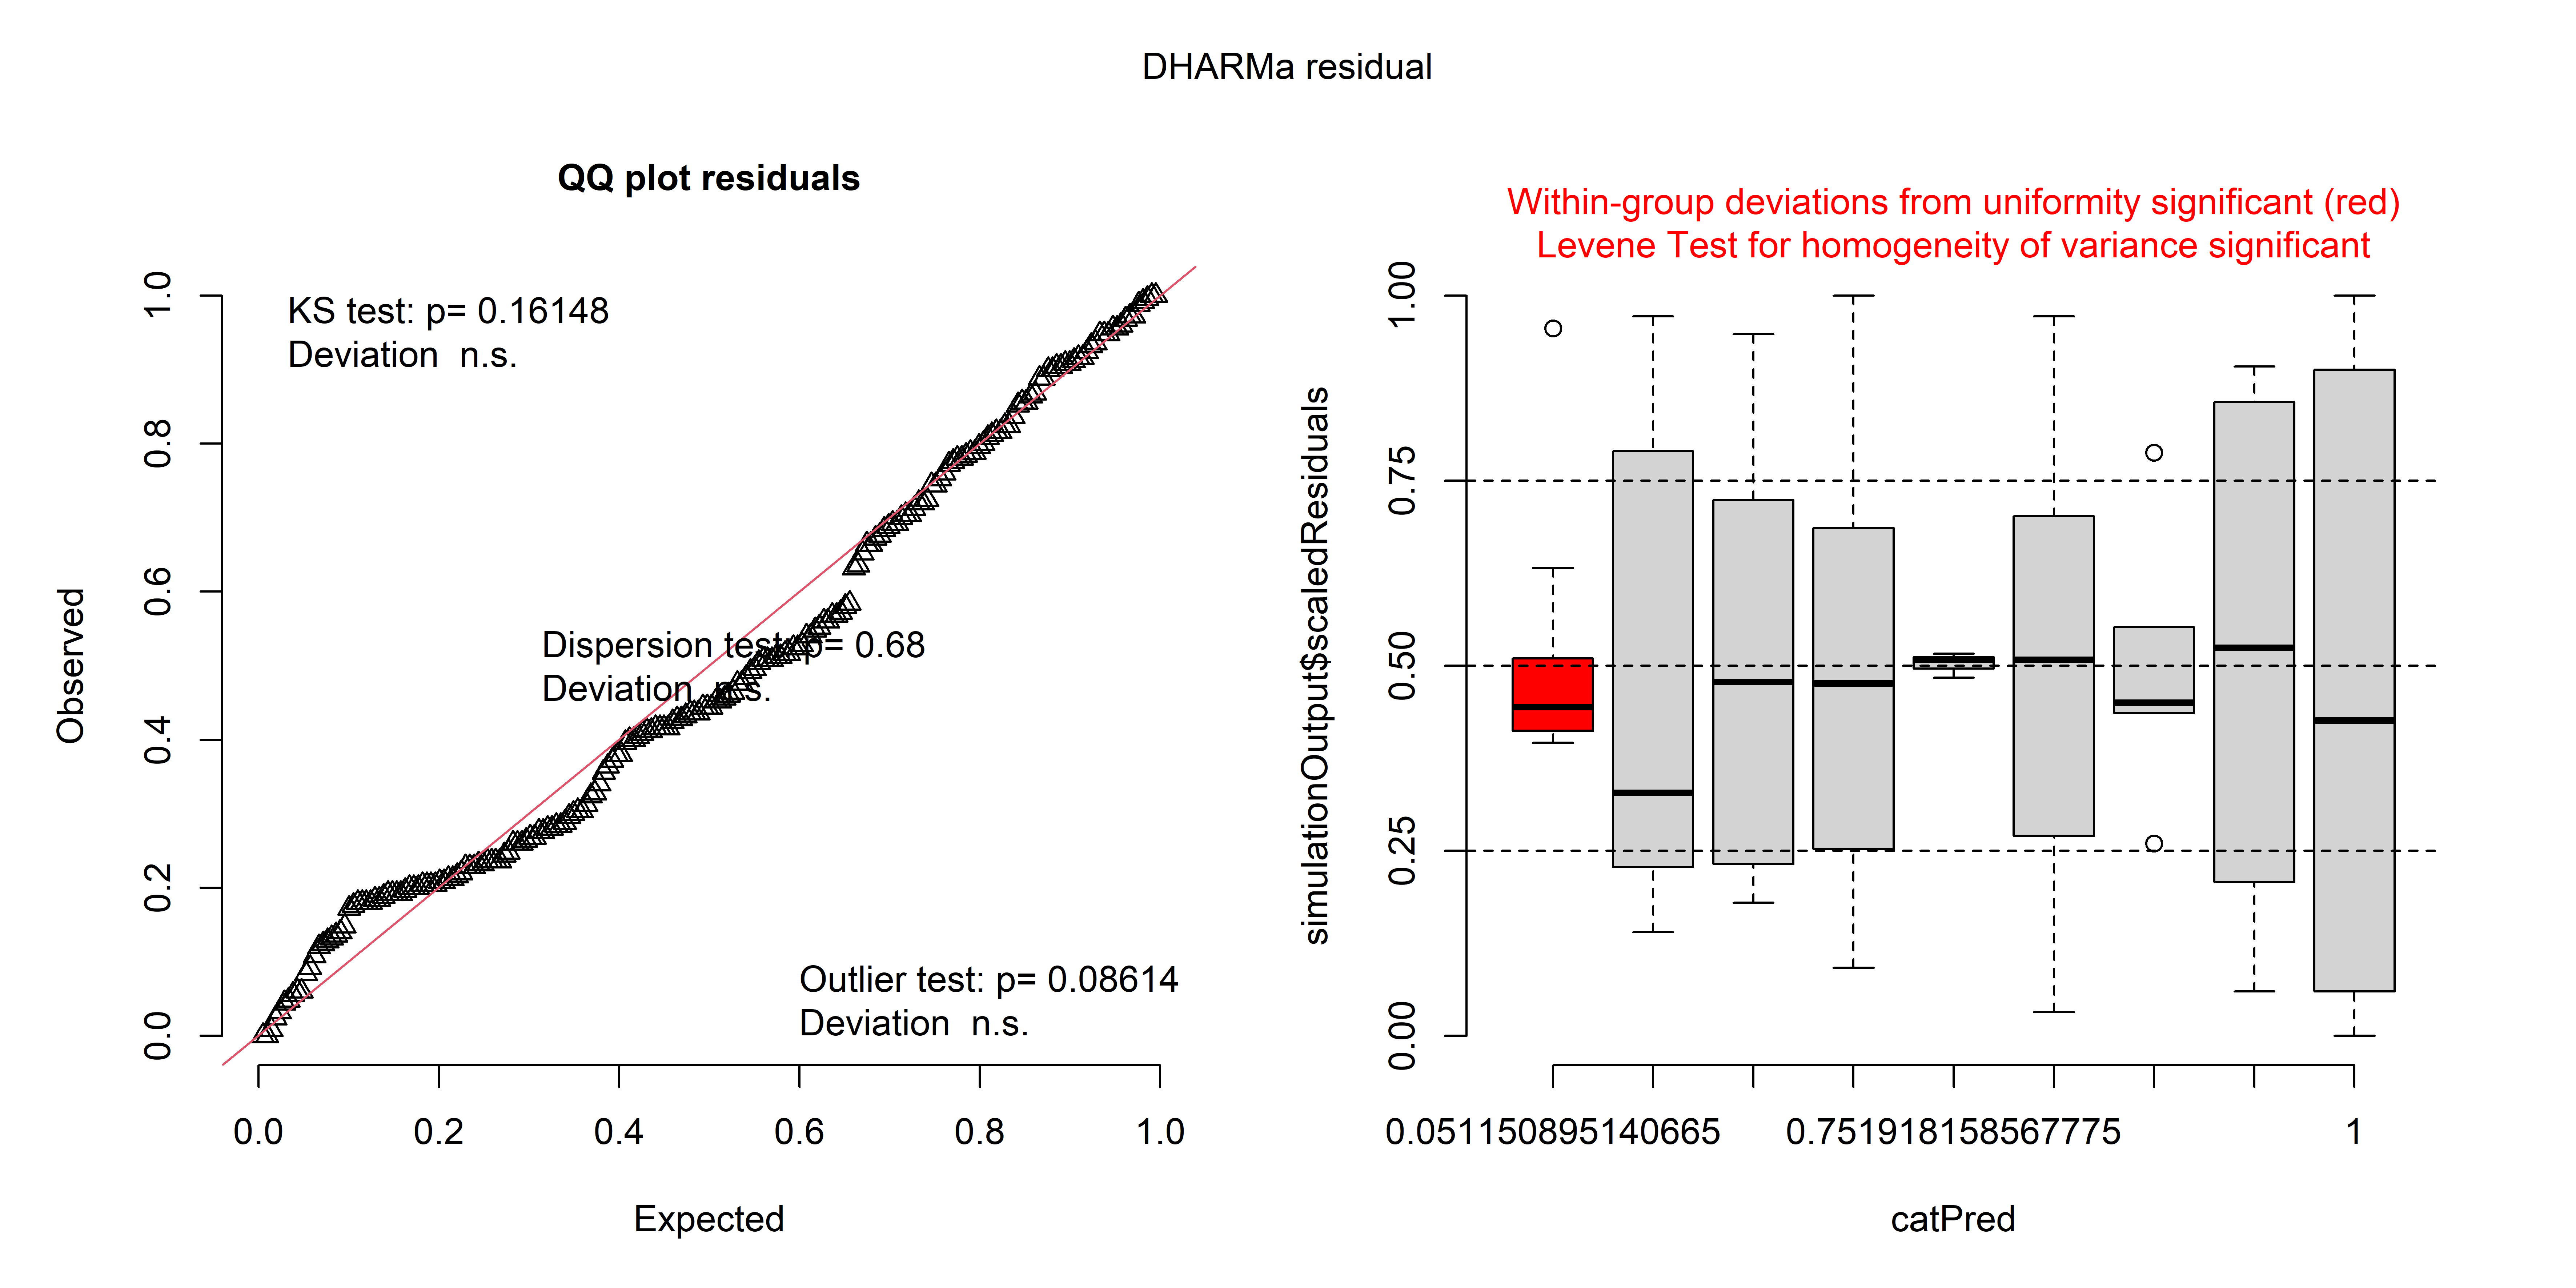 DHARMa residual
QQ plot residuals
KS test: p= 0.16148
Deviation  n.s.
Dispersion test: p= 0.68
Deviation  n.s.
Outlier test: p= 0.08614
Deviation  n.s.
Observed
0.0
0.2
0.4
0.6
0.8
1.0
0.0 0.2 0.4 0.6 0.8 1.0
Expected
Within-group deviations from uniformity significant (red)
Levene Test for homogeneity of variance significant
simulationOutput$scaledResiduals
0.00
0.25
0.50
0.75
1.00
0.051150895140665 0.751918158567775 1
catPred